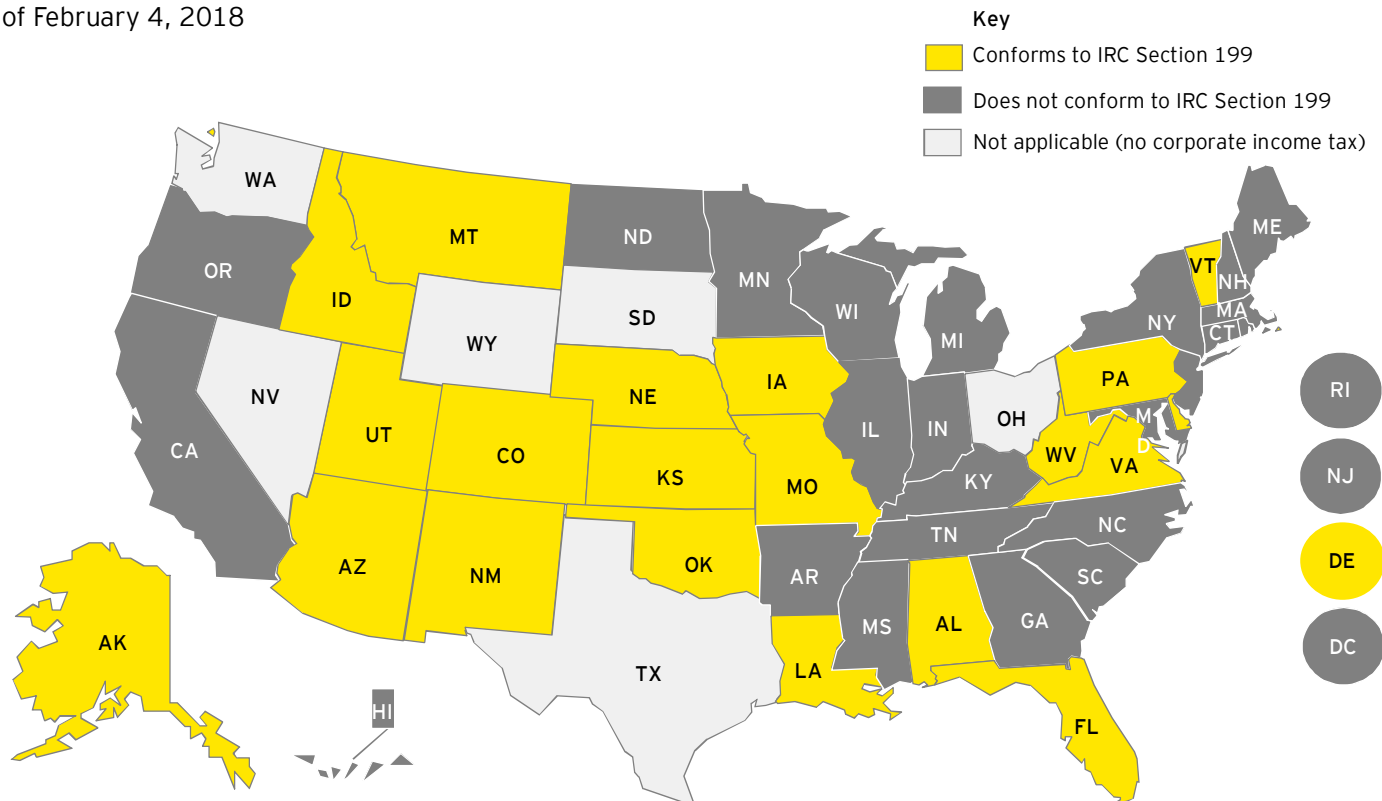 of February 4, 2018
Key
Conforms to IRC Section 199
Does not conform to IRC Section 199
Not applicable (no corporate income tax)
WA
MT
ND
ME
OR
ID
MN
VT
NH
WI
MA
SD
NY
CT
WY
MI
IA
PA
RI
NV
NE
OH
M
D
UT
CO
IL
IN
WV
VA
CA
KS
MO
KY
NJ
NC
TN
AZ
NM
OK
AR
SC
DE
MS
AL
GA
AK
TX
LA
DC
HI
FL